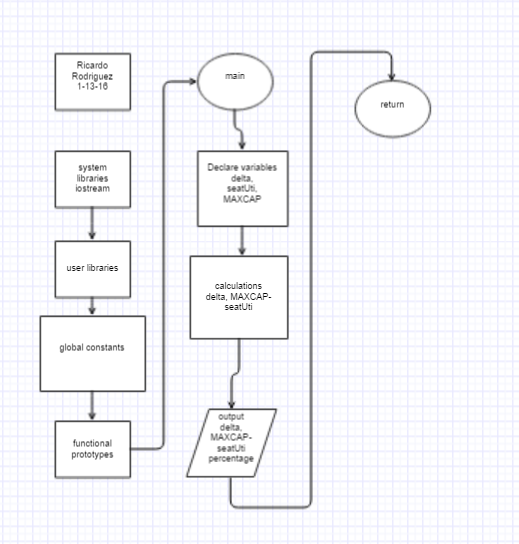 Ricardo
Rodriguez
1-13-16
system
libraries
iostream
user libraries
global constants
functional
prototypes
main
Declare variables
delta,
seatUti,
MAXCAP
calculations
delta, MAXCAP-
seatUti
output
delta,
MAXCAP-
seatUti
percentage
return